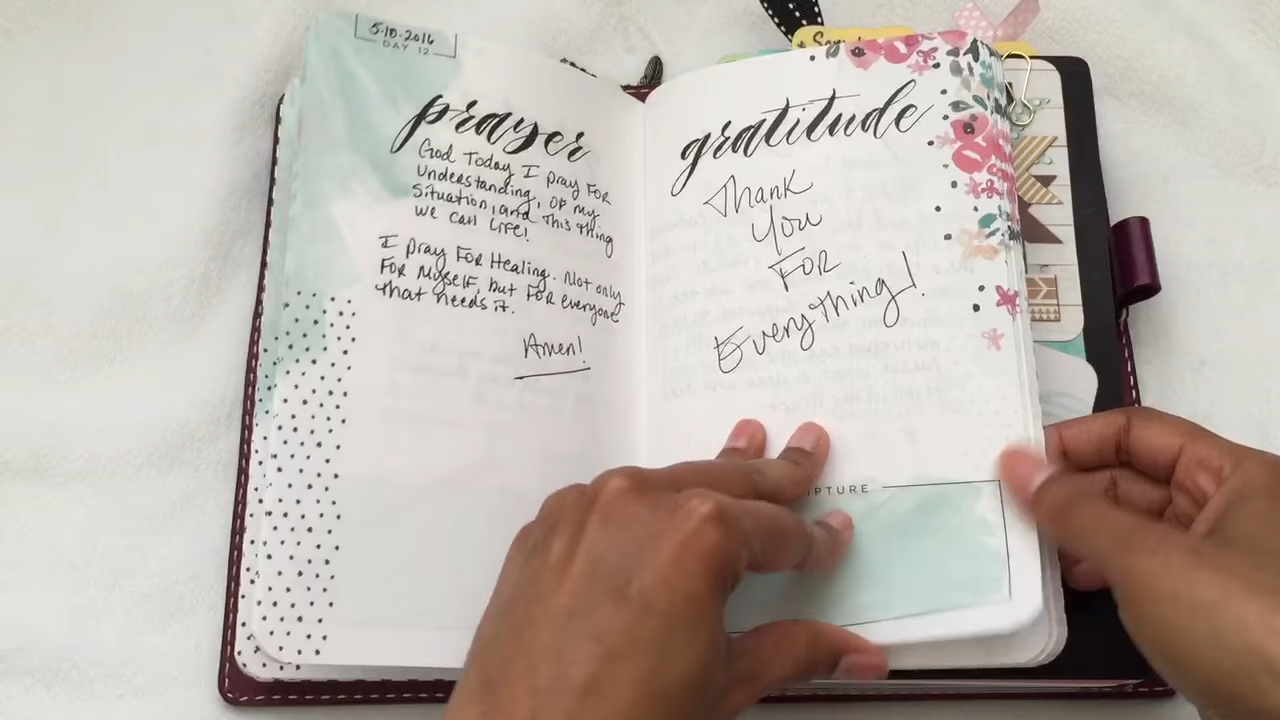 5.10.2016
DAY 12
prayer
God Today I pray FOR
Understanding, OF my
Situation, and This thing
we call Life!
I pray FOR Healing. Not only
FOR Myself, but FOR everyone
that needs it.
Amen!
gratitude
Thank
You
FOR
Everything!